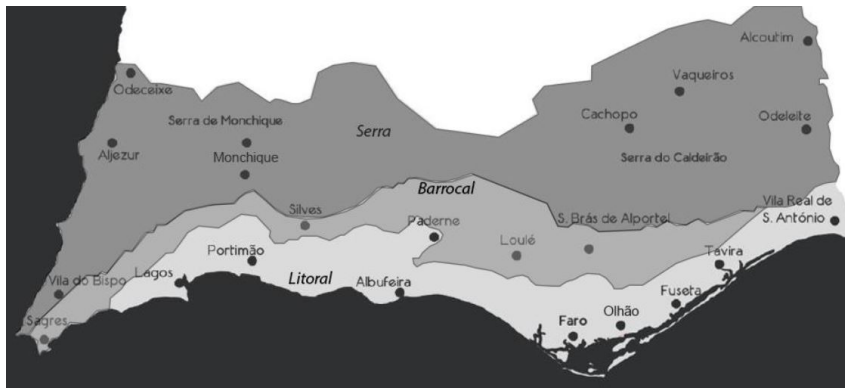 Alcoutim
Odeceixe
Vaqueiros
Serra de Monchique
Serra
Cachopo
Odeleite
Aljezur
Monchique
Serra do Caldeirão
Barrocal
Silves
Paderne
S. Brás de Alportel
Vila Real de
S. António
Loulé
Portimão
Tavira
Vila do Bispo
Lagos
Litoral
Albufeira
Fuseta
Sagres
Faro
Olhão